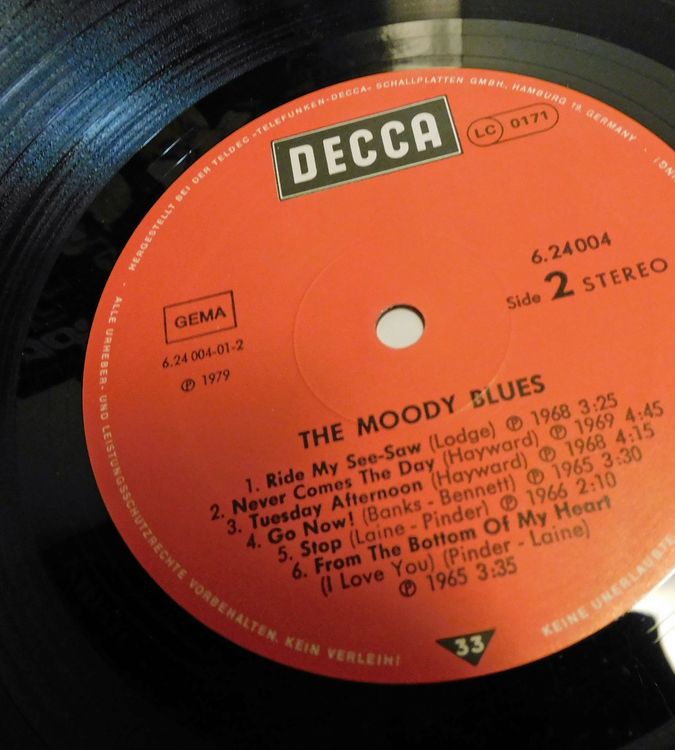 HERGESTELLT BEI DER TELDEC »TELEFUNKEN-DECCA« SCHALLPLATTEN GMBH, HAMBURG 19, GERMANY ·
DECCA
LC 0171
6.24004
Side 2 STEREO
GEMA
6.24 004-01-2
℗ 1979
THE MOODY BLUES
1. Ride My See-Saw (Lodge) ℗ 1968 3:25
2. Never Comes The Day (Hayward) ℗ 1969 4:45
3. Tuesday Afternoon (Hayward) ℗ 1968 4:15
4. Go Now! (Banks - Bennett) ℗ 1965 3:30
5. Stop (Laine - Pinder) ℗ 1966 2:10
6. From The Bottom Of My Heart
(I Love You) (Pinder - Laine)
℗ 1965 3:35
33
· ALLE URHEBER- UND LEISTUNGSSCHUTZRECHTE VORBEHALTEN. KEIN VERLEIH!
KEINE UNERLAUBTE